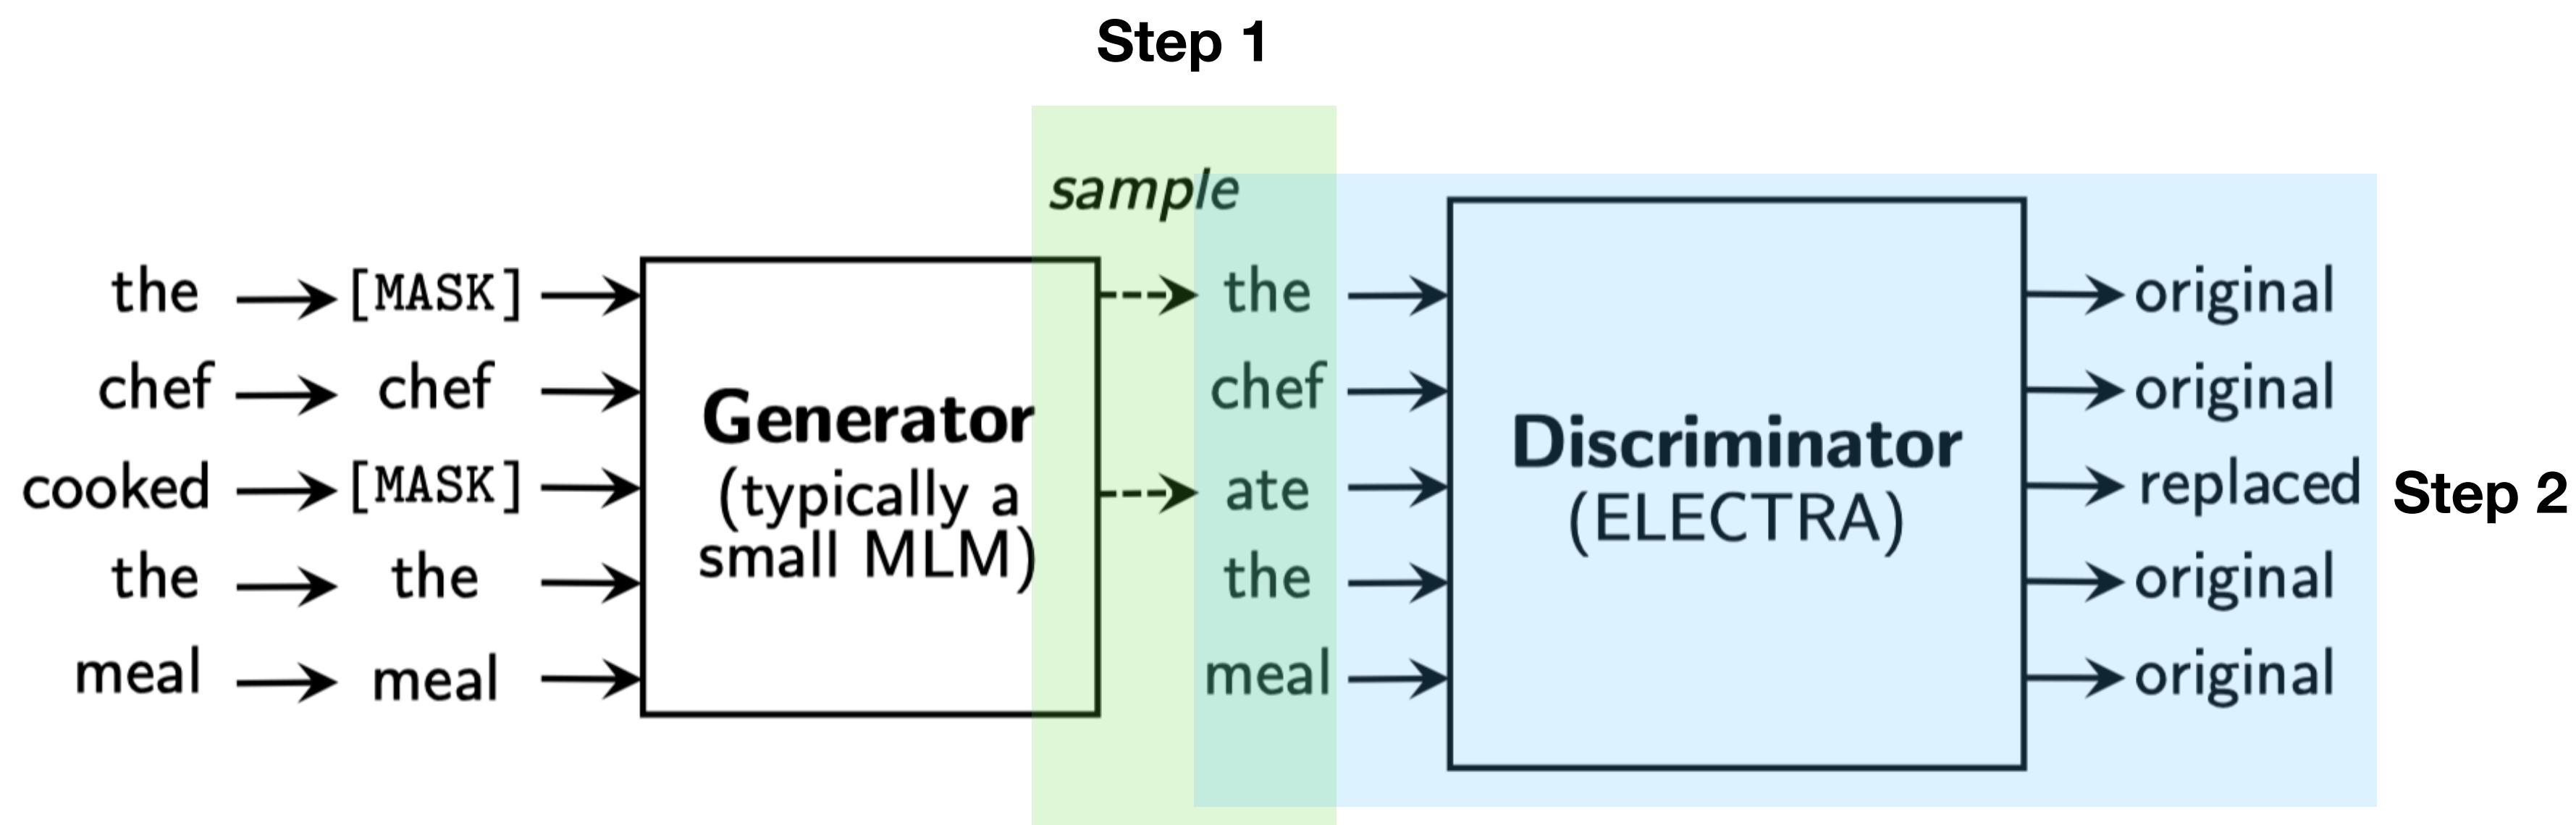 Step 1
sample
the [MASK] the original
chef chef Generator chef Discriminator original
cooked [MASK] (typically a ate (ELECTRA) replaced Step 2
the the small MLM) the original
meal meal meal original